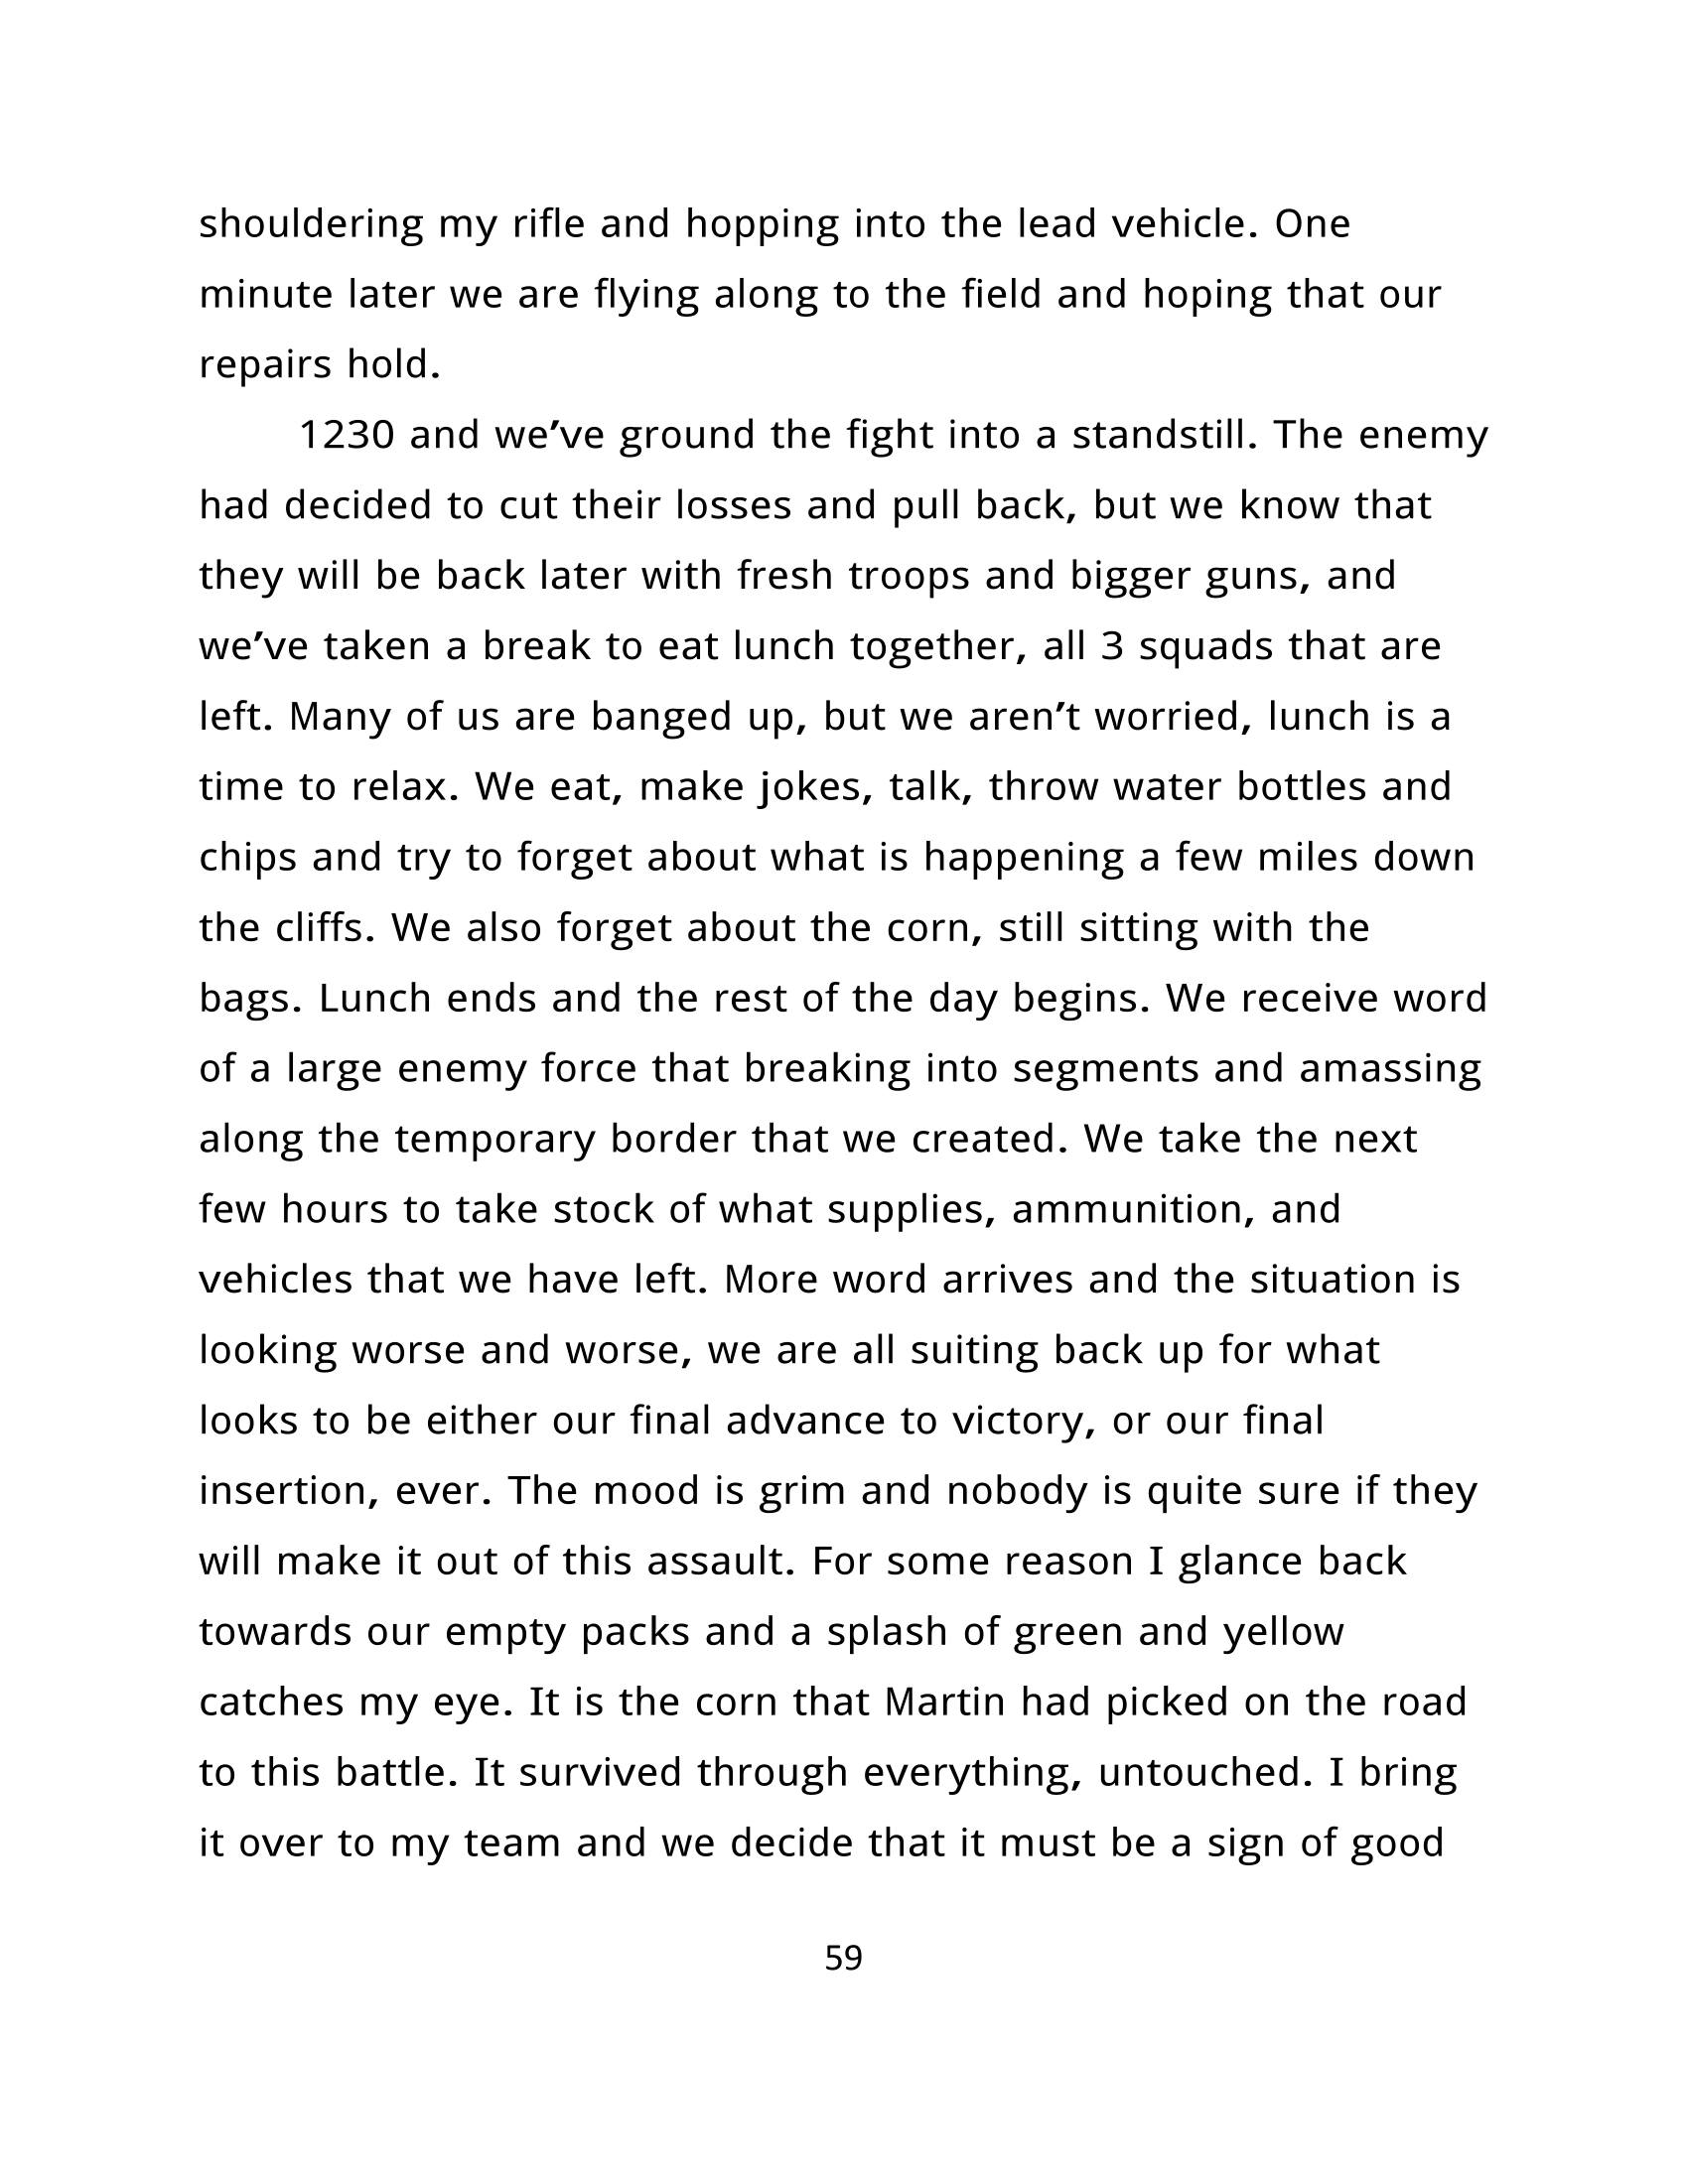 shouldering my rifle and hopping into the lead vehicle. One
minute later we are flying along to the field and hoping that our
repairs hold.
1230 and we’ve ground the fight into a standstill. The enemy
had decided to cut their losses and pull back, but we know that
they will be back later with fresh troops and bigger guns, and
we’ve taken a break to eat lunch together, all 3 squads that are
left. Many of us are banged up, but we aren’t worried, lunch is a
time to relax. We eat, make jokes, talk, throw water bottles and
chips and try to forget about what is happening a few miles down
the cliffs. We also forget about the corn, still sitting with the
bags. Lunch ends and the rest of the day begins. We receive word
of a large enemy force that breaking into segments and amassing
along the temporary border that we created. We take the next
few hours to take stock of what supplies, ammunition, and
vehicles that we have left. More word arrives and the situation is
looking worse and worse, we are all suiting back up for what
looks to be either our final advance to victory, or our final
insertion, ever. The mood is grim and nobody is quite sure if they
will make it out of this assault. For some reason I glance back
towards our empty packs and a splash of green and yellow
catches my eye. It is the corn that Martin had picked on the road
to this battle. It survived through everything, untouched. I bring
it over to my team and we decide that it must be a sign of good
59